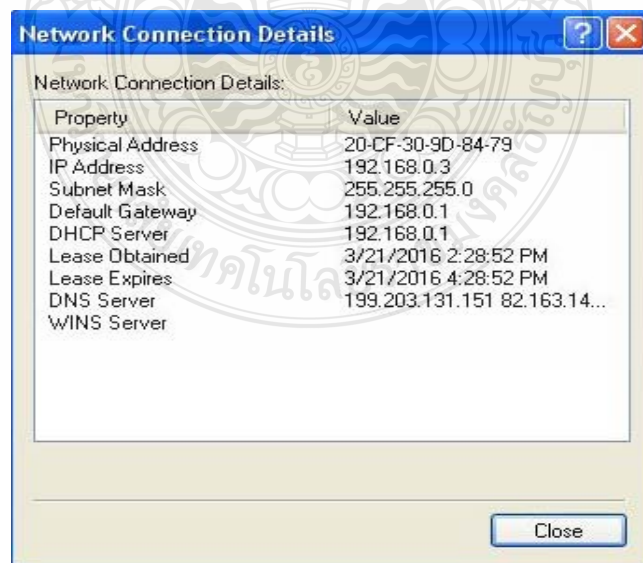 Network Connection Details
Network Connection Details:
Property Value
Physical Address 20-CF-30-9D-84-79
IP Address 192.168.0.3
Subnet Mask 255.255.255.0
Default Gateway 192.168.0.1
DHCP Server 192.168.0.1
Lease Obtained 3/21/2016 2:28:52 PM
Lease Expires 3/21/2016 4:28:52 PM
DNS Server 199.203.131.151 82.163.14...
WINS Server
Close